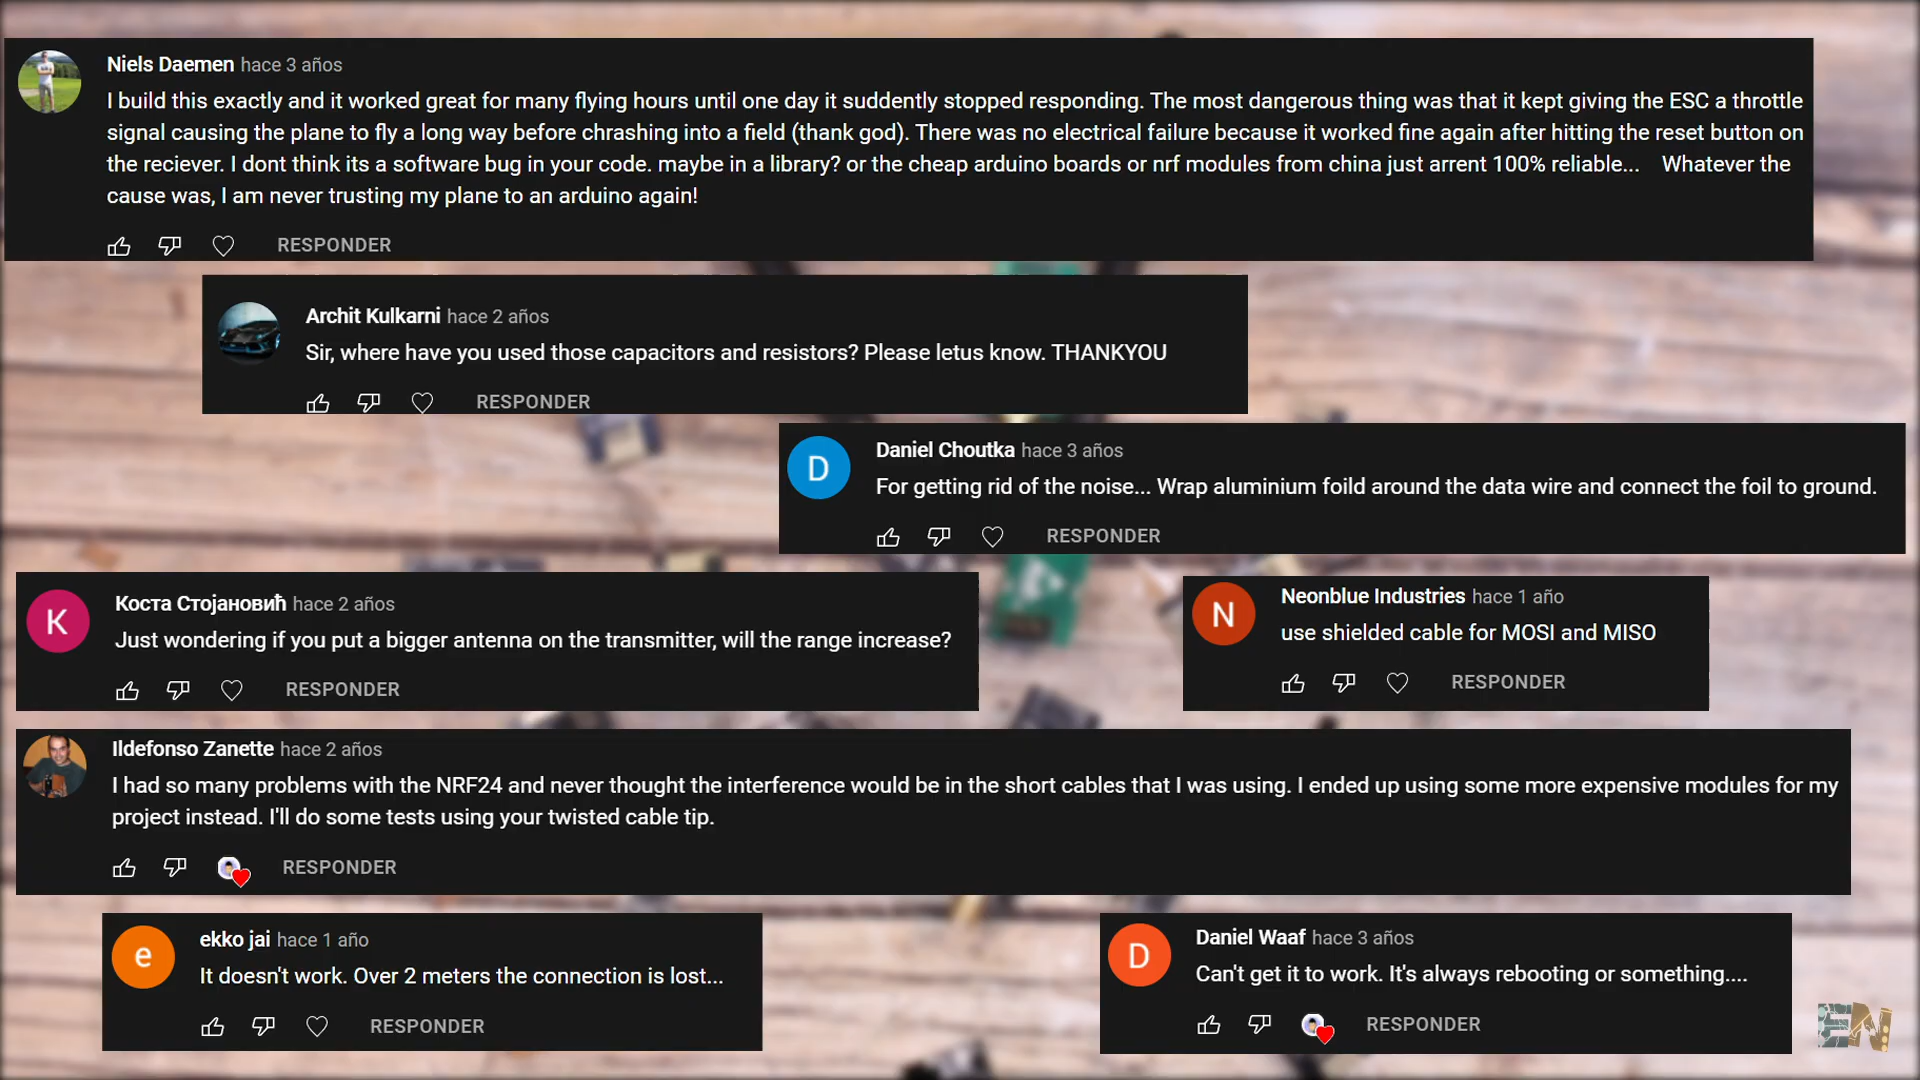 Niels Daemen hace 3 años
I build this exactly and it worked great for many flying hours until one day it suddently stopped responding. The most dangerous thing was that it kept giving the ESC a throttle
signal causing the plane to fly a long way before chrashing into a field (thank god). There was no electrical failure because it worked fine again after hitting the reset button on
the reciever. I dont think its a software bug in your code. maybe in a library? or the cheap arduino boards or nrf modules from china just arrent 100% reliable... Whatever the
cause was, I am never trusting my plane to an arduino again!
RESPONDER
Archit Kulkarni hace 2 años
Sir, where have you used those capacitors and resistors? Please letus know. THANKYOU
RESPONDER
D
Daniel Choutka hace 3 años
For getting rid of the noise... Wrap aluminium foild around the data wire and connect the foil to ground.
RESPONDER
K
Коста Стојановић hace 2 años
Just wondering if you put a bigger antenna on the transmitter, will the range increase?
RESPONDER
N
Neonblue Industries hace 1 año
use shielded cable for MOSI and MISO
RESPONDER
Ildefonso Zanette hace 2 años
I had so many problems with the NRF24 and never thought the interference would be in the short cables that I was using. I ended up using some more expensive modules for my
project instead. I'll do some tests using your twisted cable tip.
RESPONDER
e
ekko jai hace 1 año
It doesn't work. Over 2 meters the connection is lost...
RESPONDER
D
Daniel Waaf hace 3 años
Can't get it to work. It's always rebooting or something....
RESPONDER
EN